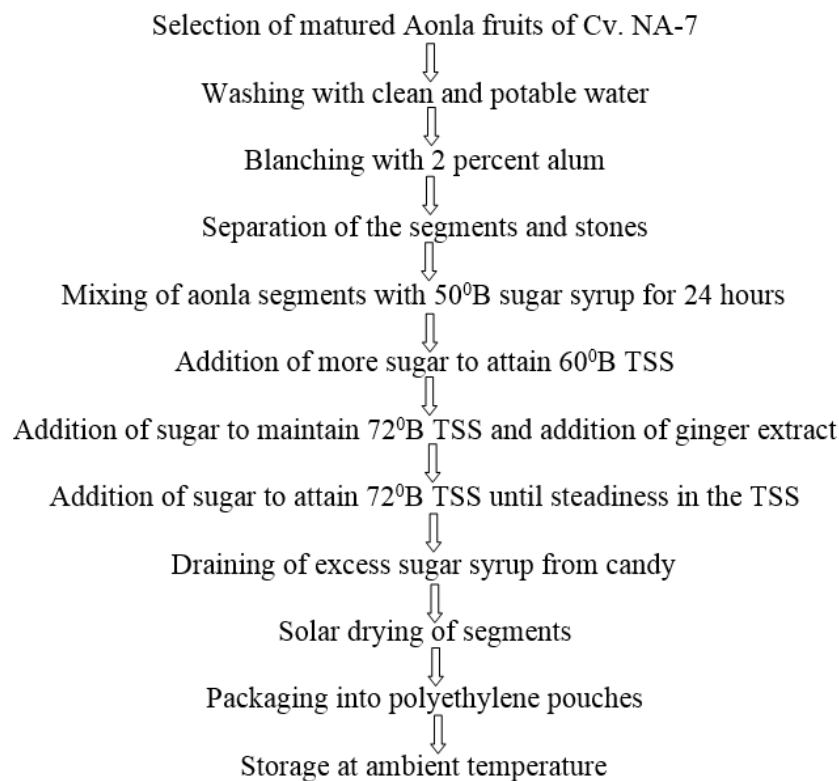 Selection of matured Aonla fruits of Cv. NA-7
Washing with clean and potable water
Blanching with 2 percent alum
Separation of the segments and stones
Mixing of aonla segments with 50⁰B sugar syrup for 24 hours
Addition of more sugar to attain 60⁰B TSS
Addition of sugar to maintain 72⁰B TSS and addition of ginger extract
Addition of sugar to attain 72⁰B TSS until steadiness in the TSS
Draining of excess sugar syrup from candy
Solar drying of segments
Packaging into polyethylene pouches
Storage at ambient temperature